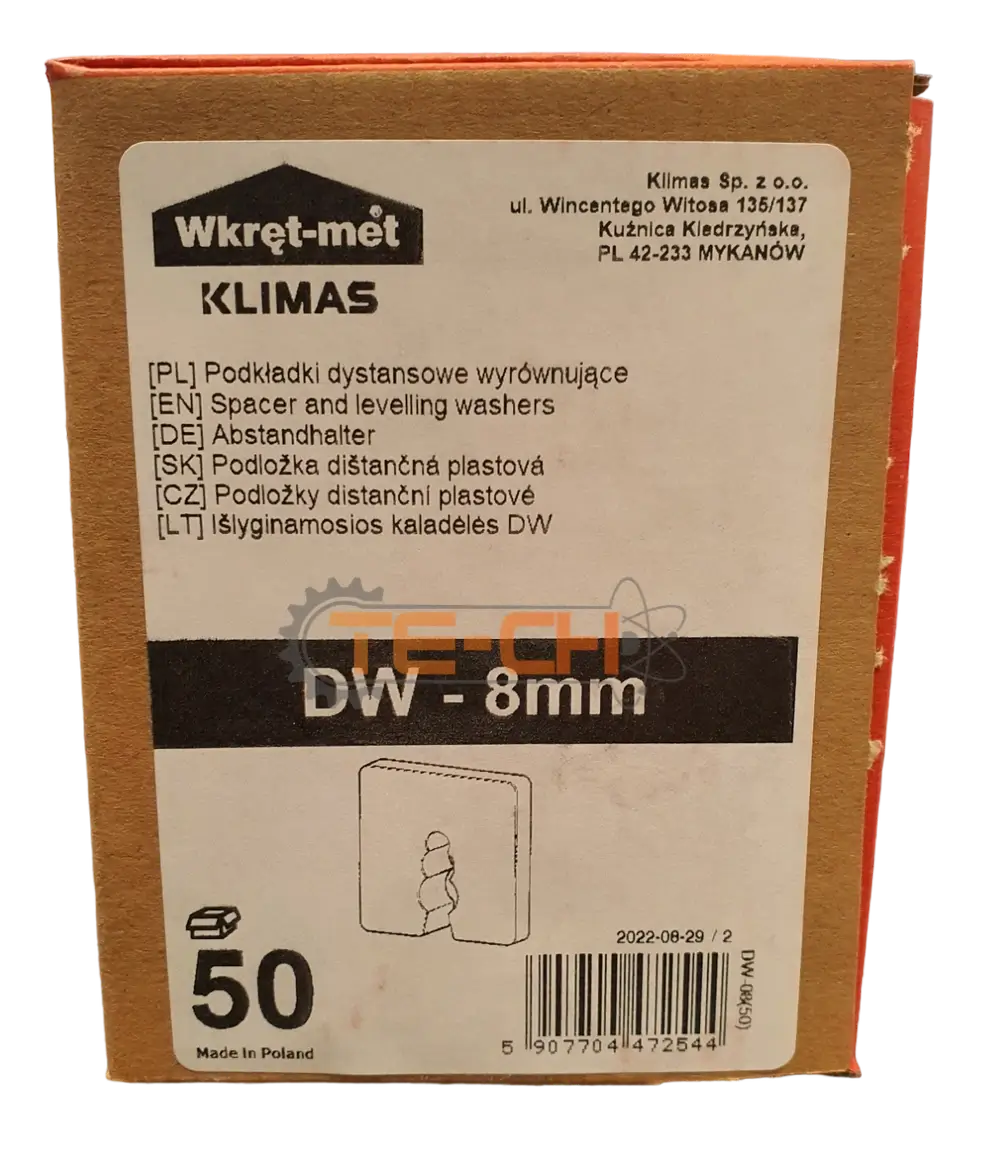 Wkręt-met
KLIMAS
Klimas Sp. z o.o.
ul. Wincentego Witosa 135/137
Kuźnica Kiedrzyńska,
PL 42-233 MYKANÓW
[PL] Podkładki dystansowe wyrównujące
[EN] Spacer and levelling washers
[DE] Abstandhalter
[SK] Podložka dištančná plastová
[CZ] Podložky distanční plastové
[LT] Išlyginamosios kaladėlės DW
TE-CH
DW - 8mm
50
Made in Poland
2022-08-29 / 2
DW-08(50)
5 907704 472544